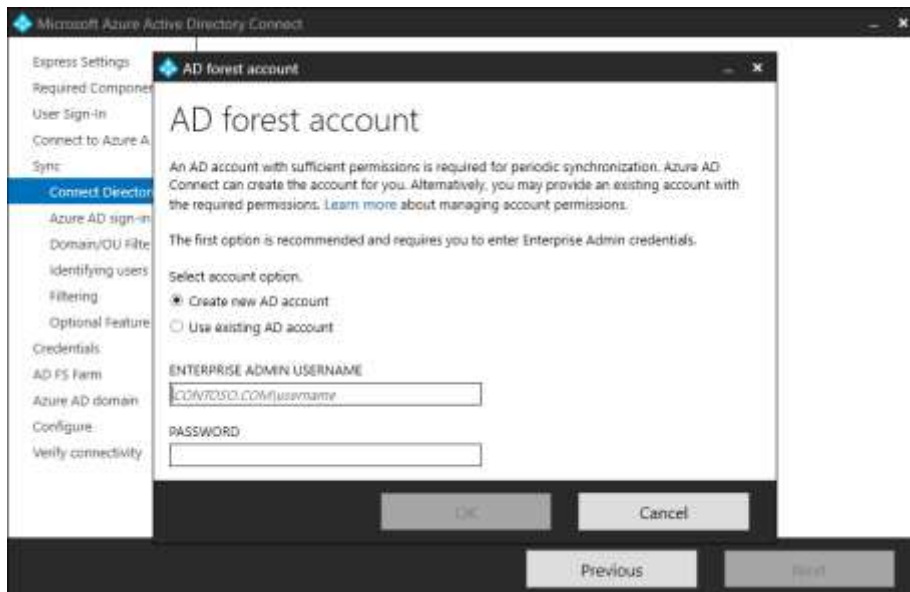 Microsoft Azure Active Directory Connect
Express Settings
Required Componen
User Sign-In
Connect to Azure A
Sync
Connect Director
Azure AD sign-in
Domain/OU Filte
Identifying users
Filtering
Optional Feature
Credentials
AD FS Farm
Azure AD domain
Configure
Verify connectivity
AD forest account
AD forest account
An AD account with sufficient permissions is required for periodic synchronization. Azure AD
Connect can create the account for you. Alternatively, you may provide an existing account with
the required permissions. Learn more about managing account permissions.
The first option is recommended and requires you to enter Enterprise Admin credentials.
Select account option.
Create new AD account
Use existing AD account
ENTERPRISE ADMIN USERNAME
CONTOSO.COM\username
PASSWORD
OK
Cancel
Previous
Next